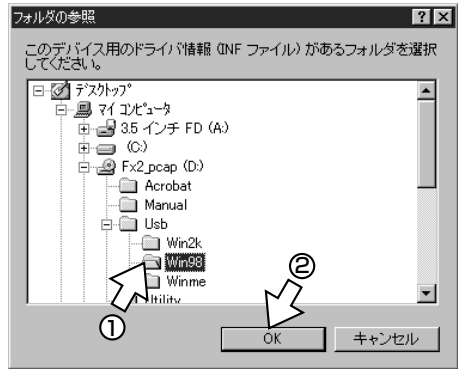 フォルダの参照
このデバイス用のドライバ情報 (INF ファイル) があるフォルダを選択
してください。
デスクトップ
マイ コンピュータ
3.5 インチ FD (A:)
(C:)
Fx2_pcap (D:)
Acrobat
Manual
Usb
Win2k
Win98
Winme
Utility
①
②
OK
キャンセル